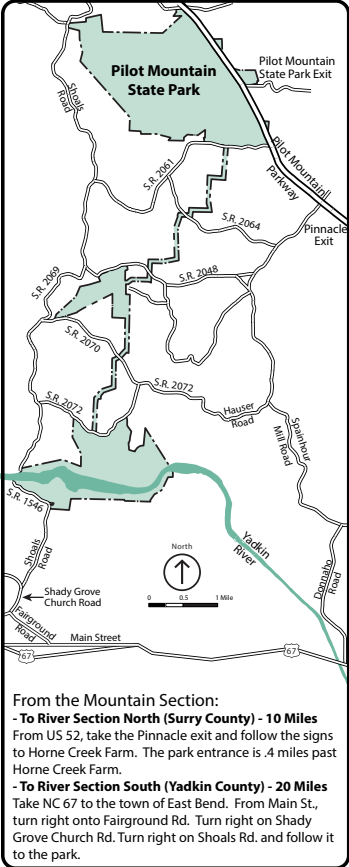 Pilot Mountain
State Park
Pilot Mountain
State Park Exit
Shoals
Road
Pilot Mountain
Parkway
S.R. 2061
S.R. 2064
Pinnacle
Exit
S.R. 2069
S.R. 2048
S.R. 2070
S.R. 2072
S.R. 2072
Hauser
Road
Spainhour
Mill Road
S.R. 1546
Yadkin
River
North
0 0.5 1 Mile
Shoals
Road
Donnaho
Road
Shady Grove
Church Road
Fairground
Road
Main Street
67
67
From the Mountain Section:
- To River Section North (Surry County) - 10 Miles
From US 52, take the Pinnacle exit and follow the signs
to Horne Creek Farm. The park entrance is .4 miles past
Horne Creek Farm.
- To River Section South (Yadkin County) - 20 Miles
Take NC 67 to the town of East Bend. From Main St.,
turn right onto Fairground Rd. Turn right on Shady
Grove Church Rd. Turn right on Shoals Rd. and follow it
to the park.